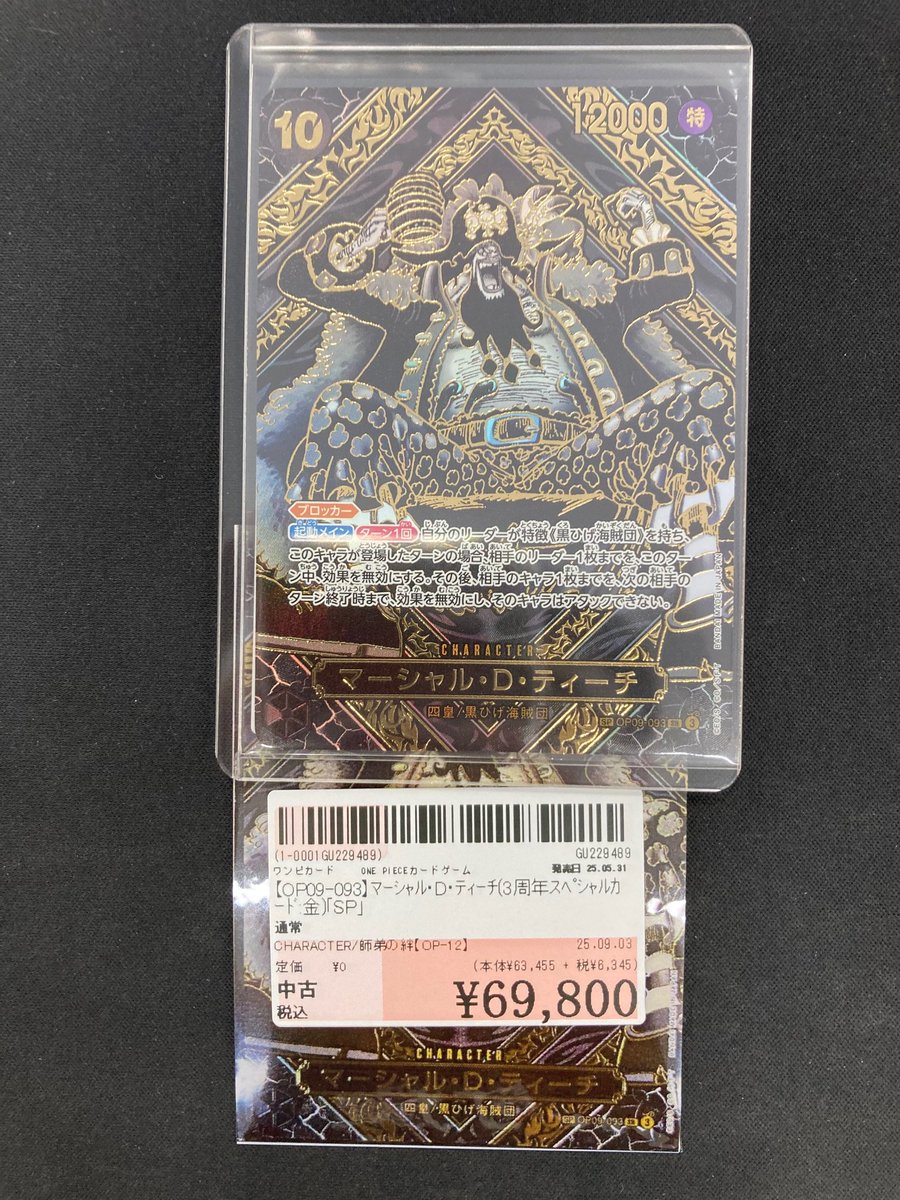 10
12000 特
ブロッカー
起動メイン ターン1回 自分のリーダーが特徴《黒ひげ海賊団》を持ち、
このキャラが登場したターンの場合、相手のリーダー1枚までを、このター
ン中、効果を無効にする。その後、相手のキャラ1枚までを、次の相手の
ターン終了時まで、効果を無効にし、そのキャラはアタックできない。
BANDAI MADE IN JAPAN
CHARACTER
マーシャル・D・ティーチ
四皇/黒ひげ海賊団
SP OP09-093 SR 3
(1-0001GU229489) GU229489
ワンピカード ONE PIECEカードゲーム 発売日 25.05.31
【OP09-093】マーシャル・D・ティーチ(3周年スペシャルカ
ード:金)「SP」
通常
CHARACTER/師弟の絆【OP-12】 25.09.03
定価 ¥0 (本体¥63,455 + 税¥6,345)
中古
税込 ¥69,800
CHARACTER
マーシャル・D・ティーチ
四皇/黒ひげ海賊団
SP OP09-093 SR 3